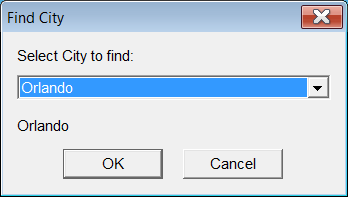 Find City
Select City to find:
Orlando
Orlando
OK Cancel